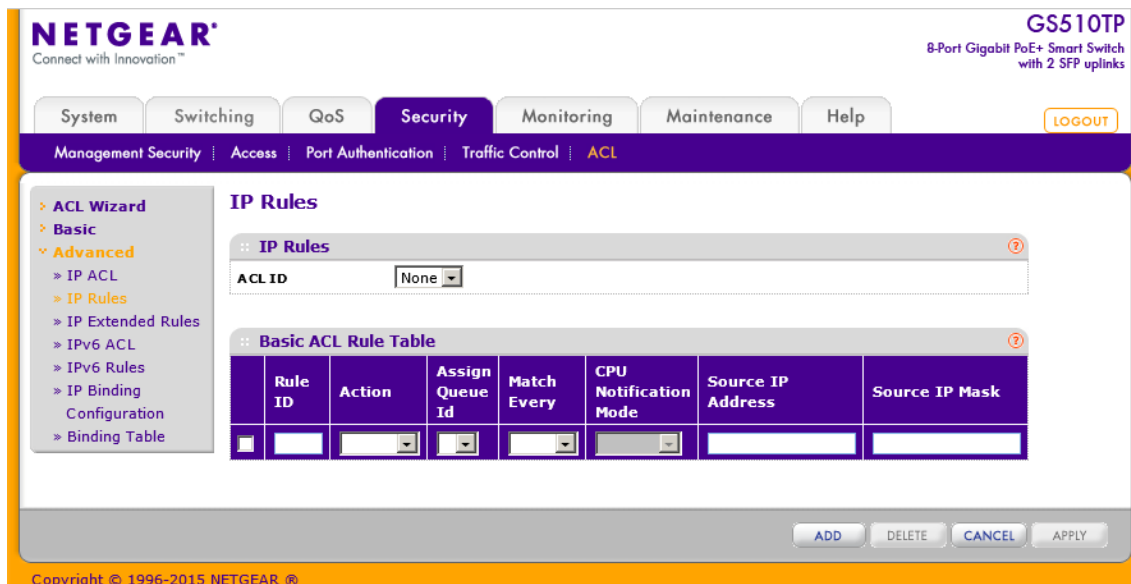 NETGEAR®
Connect with Innovation™
GS510TP
8-Port Gigabit PoE+ Smart Switch
with 2 SFP uplinks
System Switching QoS Security Monitoring Maintenance Help LOGOUT
Management Security Access Port Authentication Traffic Control ACL
ACL Wizard
Basic
Advanced
» IP ACL
» IP Rules
» IP Extended Rules
» IPv6 ACL
» IPv6 Rules
» IP Binding
Configuration
» Binding Table
IP Rules
IP Rules ?
ACL ID None
Basic ACL Rule Table ?
Rule ID Action Assign Queue Id Match Every CPU Notification Mode Source IP Address Source IP Mask
ADD DELETE CANCEL APPLY
Copyright © 1996-2015 NETGEAR ®